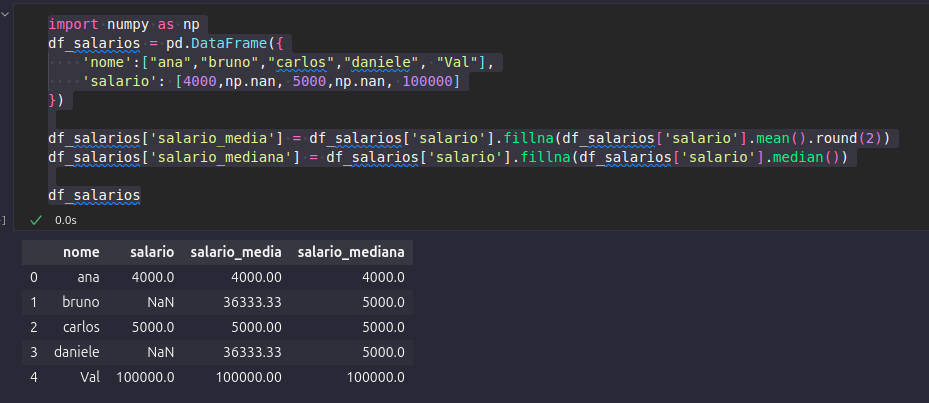 import numpy as np
df_salarios = pd.DataFrame({
    'nome':["ana","bruno","carlos","daniele", "Val"],
    'salario': [4000,np.nan, 5000,np.nan, 100000]
})

df_salarios['salario_media'] = df_salarios['salario'].fillna(df_salarios['salario'].mean().round(2))
df_salarios['salario_mediana'] = df_salarios['salario'].fillna(df_salarios['salario'].median())

df_salarios
]
0.0s
nome salario salario_media salario_mediana
0 ana 4000.0 4000.00 4000.0
1 bruno NaN 36333.33 5000.0
2 carlos 5000.0 5000.00 5000.0
3 daniele NaN 36333.33 5000.0
4 Val 100000.0 100000.00 100000.0